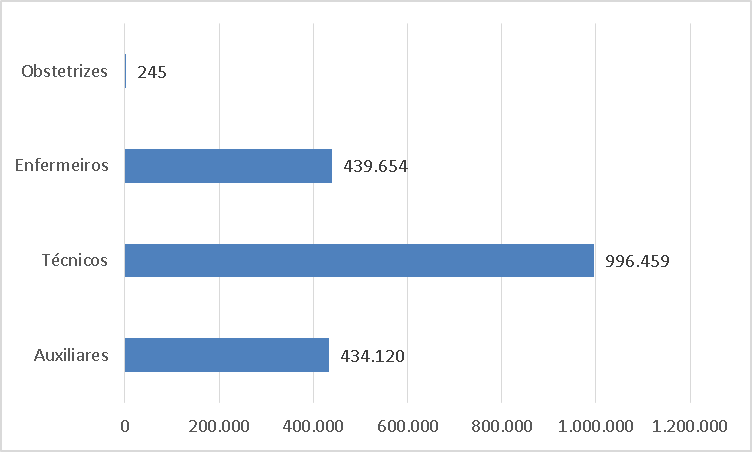 Obstetrizes 245
Enfermeiros 439.654
Técnicos 996.459
Auxiliares 434.120
0 200.000 400.000 600.000 800.000 1.000.000 1.200.000